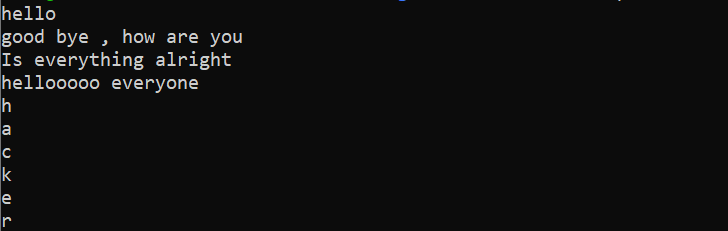 hello
good bye , how are you
Is everything alright
hellooooo everyone
h
a
c
k
e
r